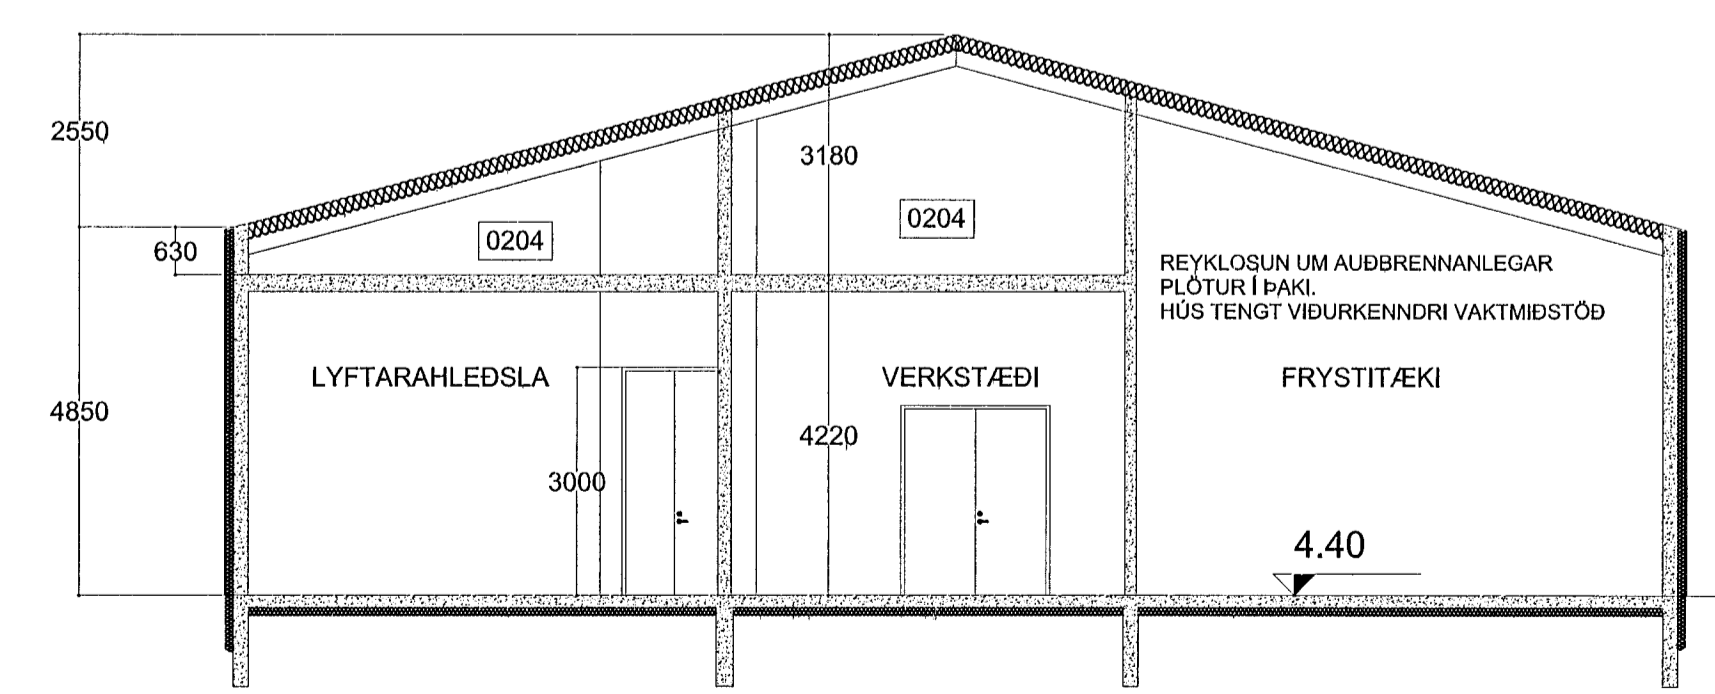 2550
3180
0204
0204
630
REYKLOSUN UM AUÐBRENNANLEGAR
PLÖTUR Í ÞAKI.
HÚS TENGT VIÐURKENNDRI VAKTMIÐSTÖÐ
LYFTARAHLEÐSLA
VERKSTÆÐI
FRYSTITÆKI
4850
4220
3000
4.40